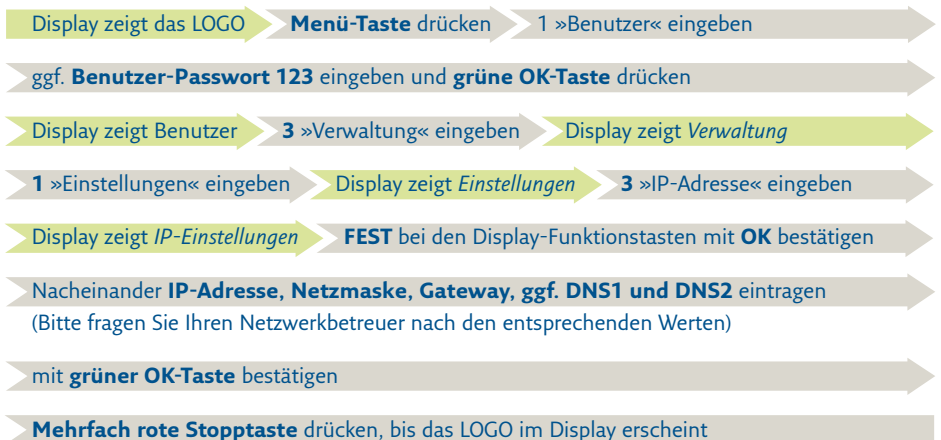 Display zeigt das LOGO Menü-Taste drücken 1 »Benutzer« eingeben
ggf. Benutzer-Passwort 123 eingeben und grüne OK-Taste drücken
Display zeigt Benutzer 3 »Verwaltung« eingeben Display zeigt Verwaltung
1 »Einstellungen« eingeben Display zeigt Einstellungen 3 »IP-Adresse« eingeben
Display zeigt IP-Einstellungen FEST bei den Display-Funktionstasten mit OK bestätigen
Nacheinander IP-Adresse, Netzmaske, Gateway, ggf. DNS1 und DNS2 eintragen
(Bitte fragen Sie Ihren Netzwerkbetreuer nach den entsprechenden Werten)
mit grüner OK-Taste bestätigen
Mehrfach rote Stopptaste drücken, bis das LOGO im Display erscheint